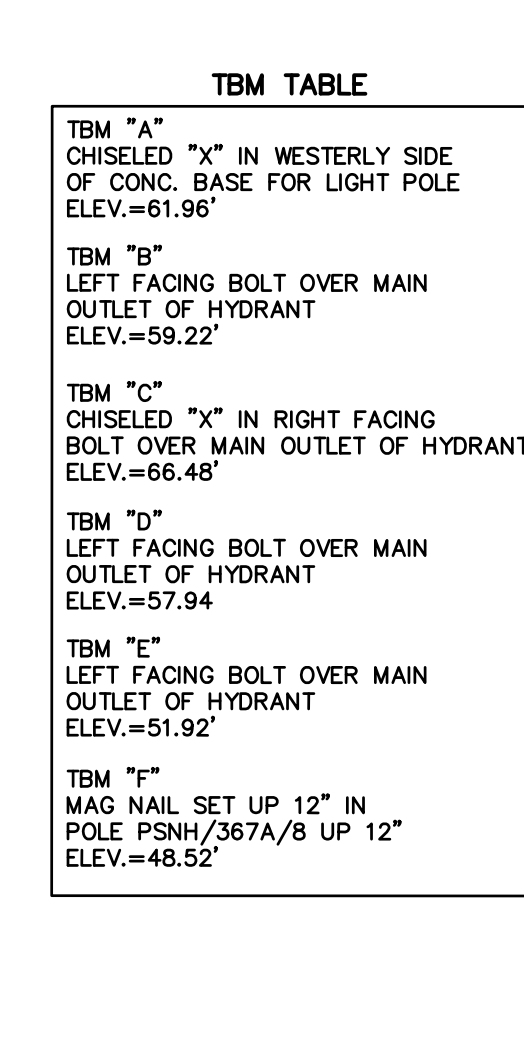 TBM TABLE
TBM "A"
CHISELED "X" IN WESTERLY SIDE
OF CONC. BASE FOR LIGHT POLE
ELEV.=61.96'
TBM "B"
LEFT FACING BOLT OVER MAIN
OUTLET OF HYDRANT
ELEV.=59.22'
TBM "C"
CHISELED "X" IN RIGHT FACING
BOLT OVER MAIN OUTLET OF HYDRANT
ELEV.=66.48'
TBM "D"
LEFT FACING BOLT OVER MAIN
OUTLET OF HYDRANT
ELEV.=57.94
TBM "E"
LEFT FACING BOLT OVER MAIN
OUTLET OF HYDRANT
ELEV.=51.92'
TBM "F"
MAG NAIL SET UP 12" IN
POLE PSNH/367A/8 UP 12"
ELEV.=48.52'